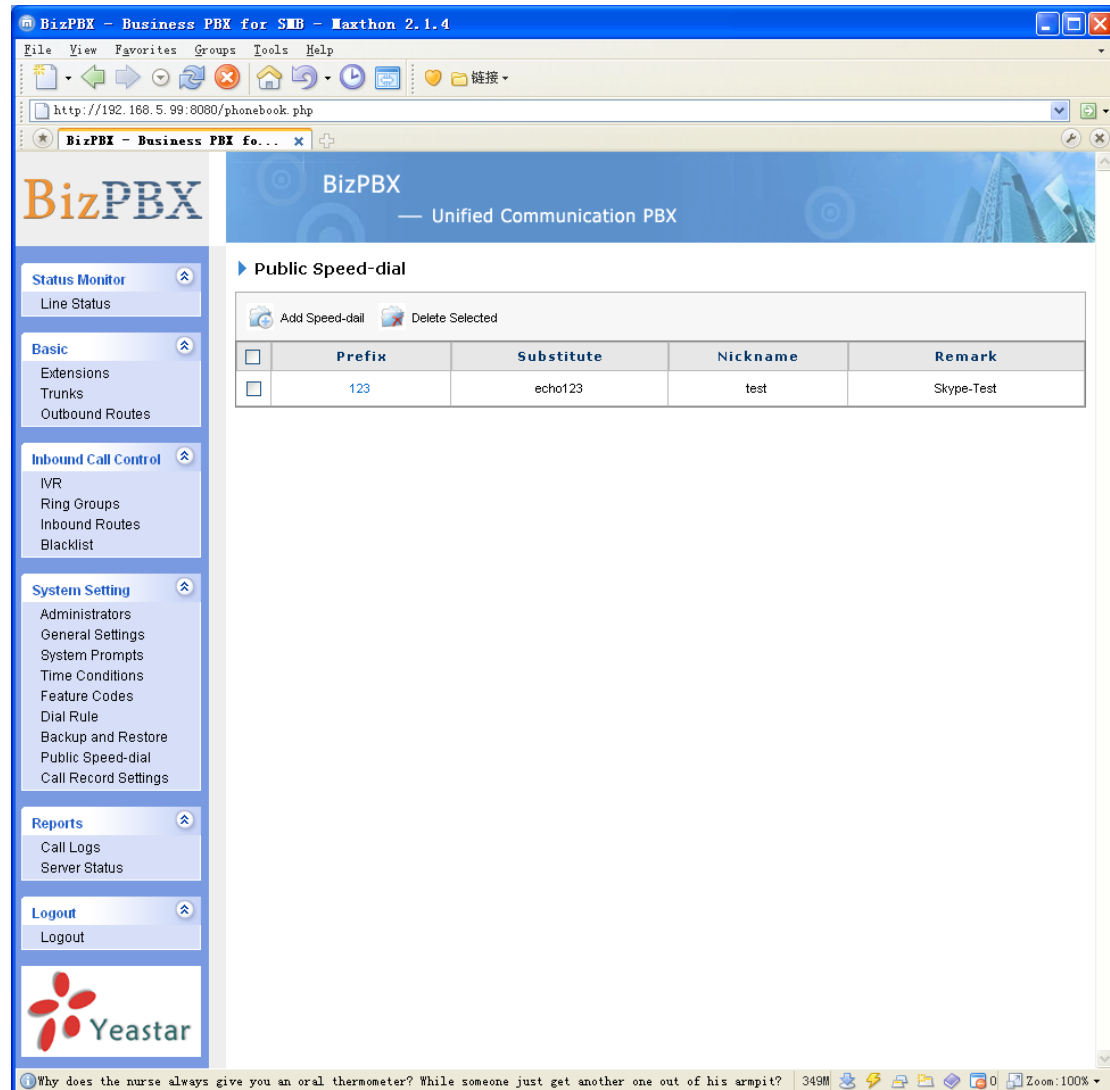 BizPBX - Business PBX for SMB - Maxthon 2.1.4
File View Favorites Groups Tools Help
链接
http://192.168.5.99:8080/phonebook.php
BizPBX - Business PBX fo...
BizPBX
BizPBX
— Unified Communication PBX
Status Monitor
Line Status
Basic
Extensions
Trunks
Outbound Routes
Inbound Call Control
IVR
Ring Groups
Inbound Routes
Blacklist
System Setting
Administrators
General Settings
System Prompts
Time Conditions
Feature Codes
Dial Rule
Backup and Restore
Public Speed-dial
Call Record Settings
Reports
Call Logs
Server Status
Logout
Logout
Yeastar
Public Speed-dial
Add Speed-dail Delete Selected
Prefix Substitute Nickname Remark
123 echo123 test Skype-Test
Why does the nurse always give you an oral thermometer? While someone just get another one out of his armpit? 349M 0 Zoom:100%